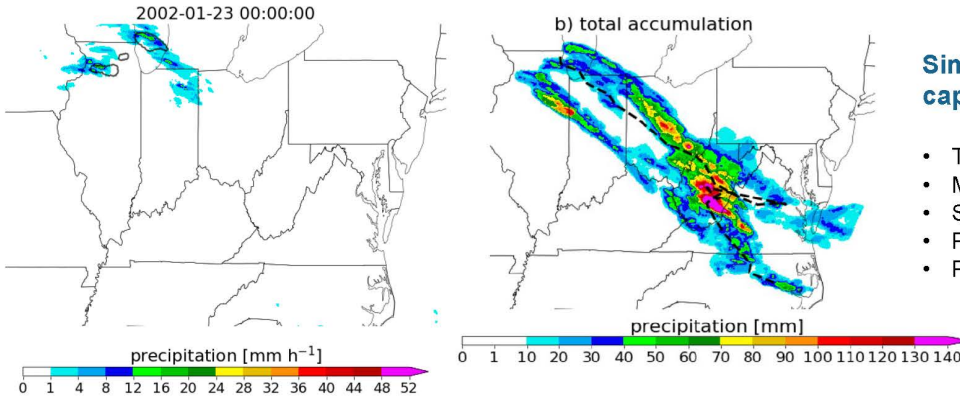 2002-01-23 00:00:00
precipitation [mm h⁻¹]
0 1 4 8 12 16 20 24 28 32 36 40 44 48 52
b) total accumulation
precipitation [mm]
0 1 10 20 30 40 50 60 70 80 90 100 110 120 130 140